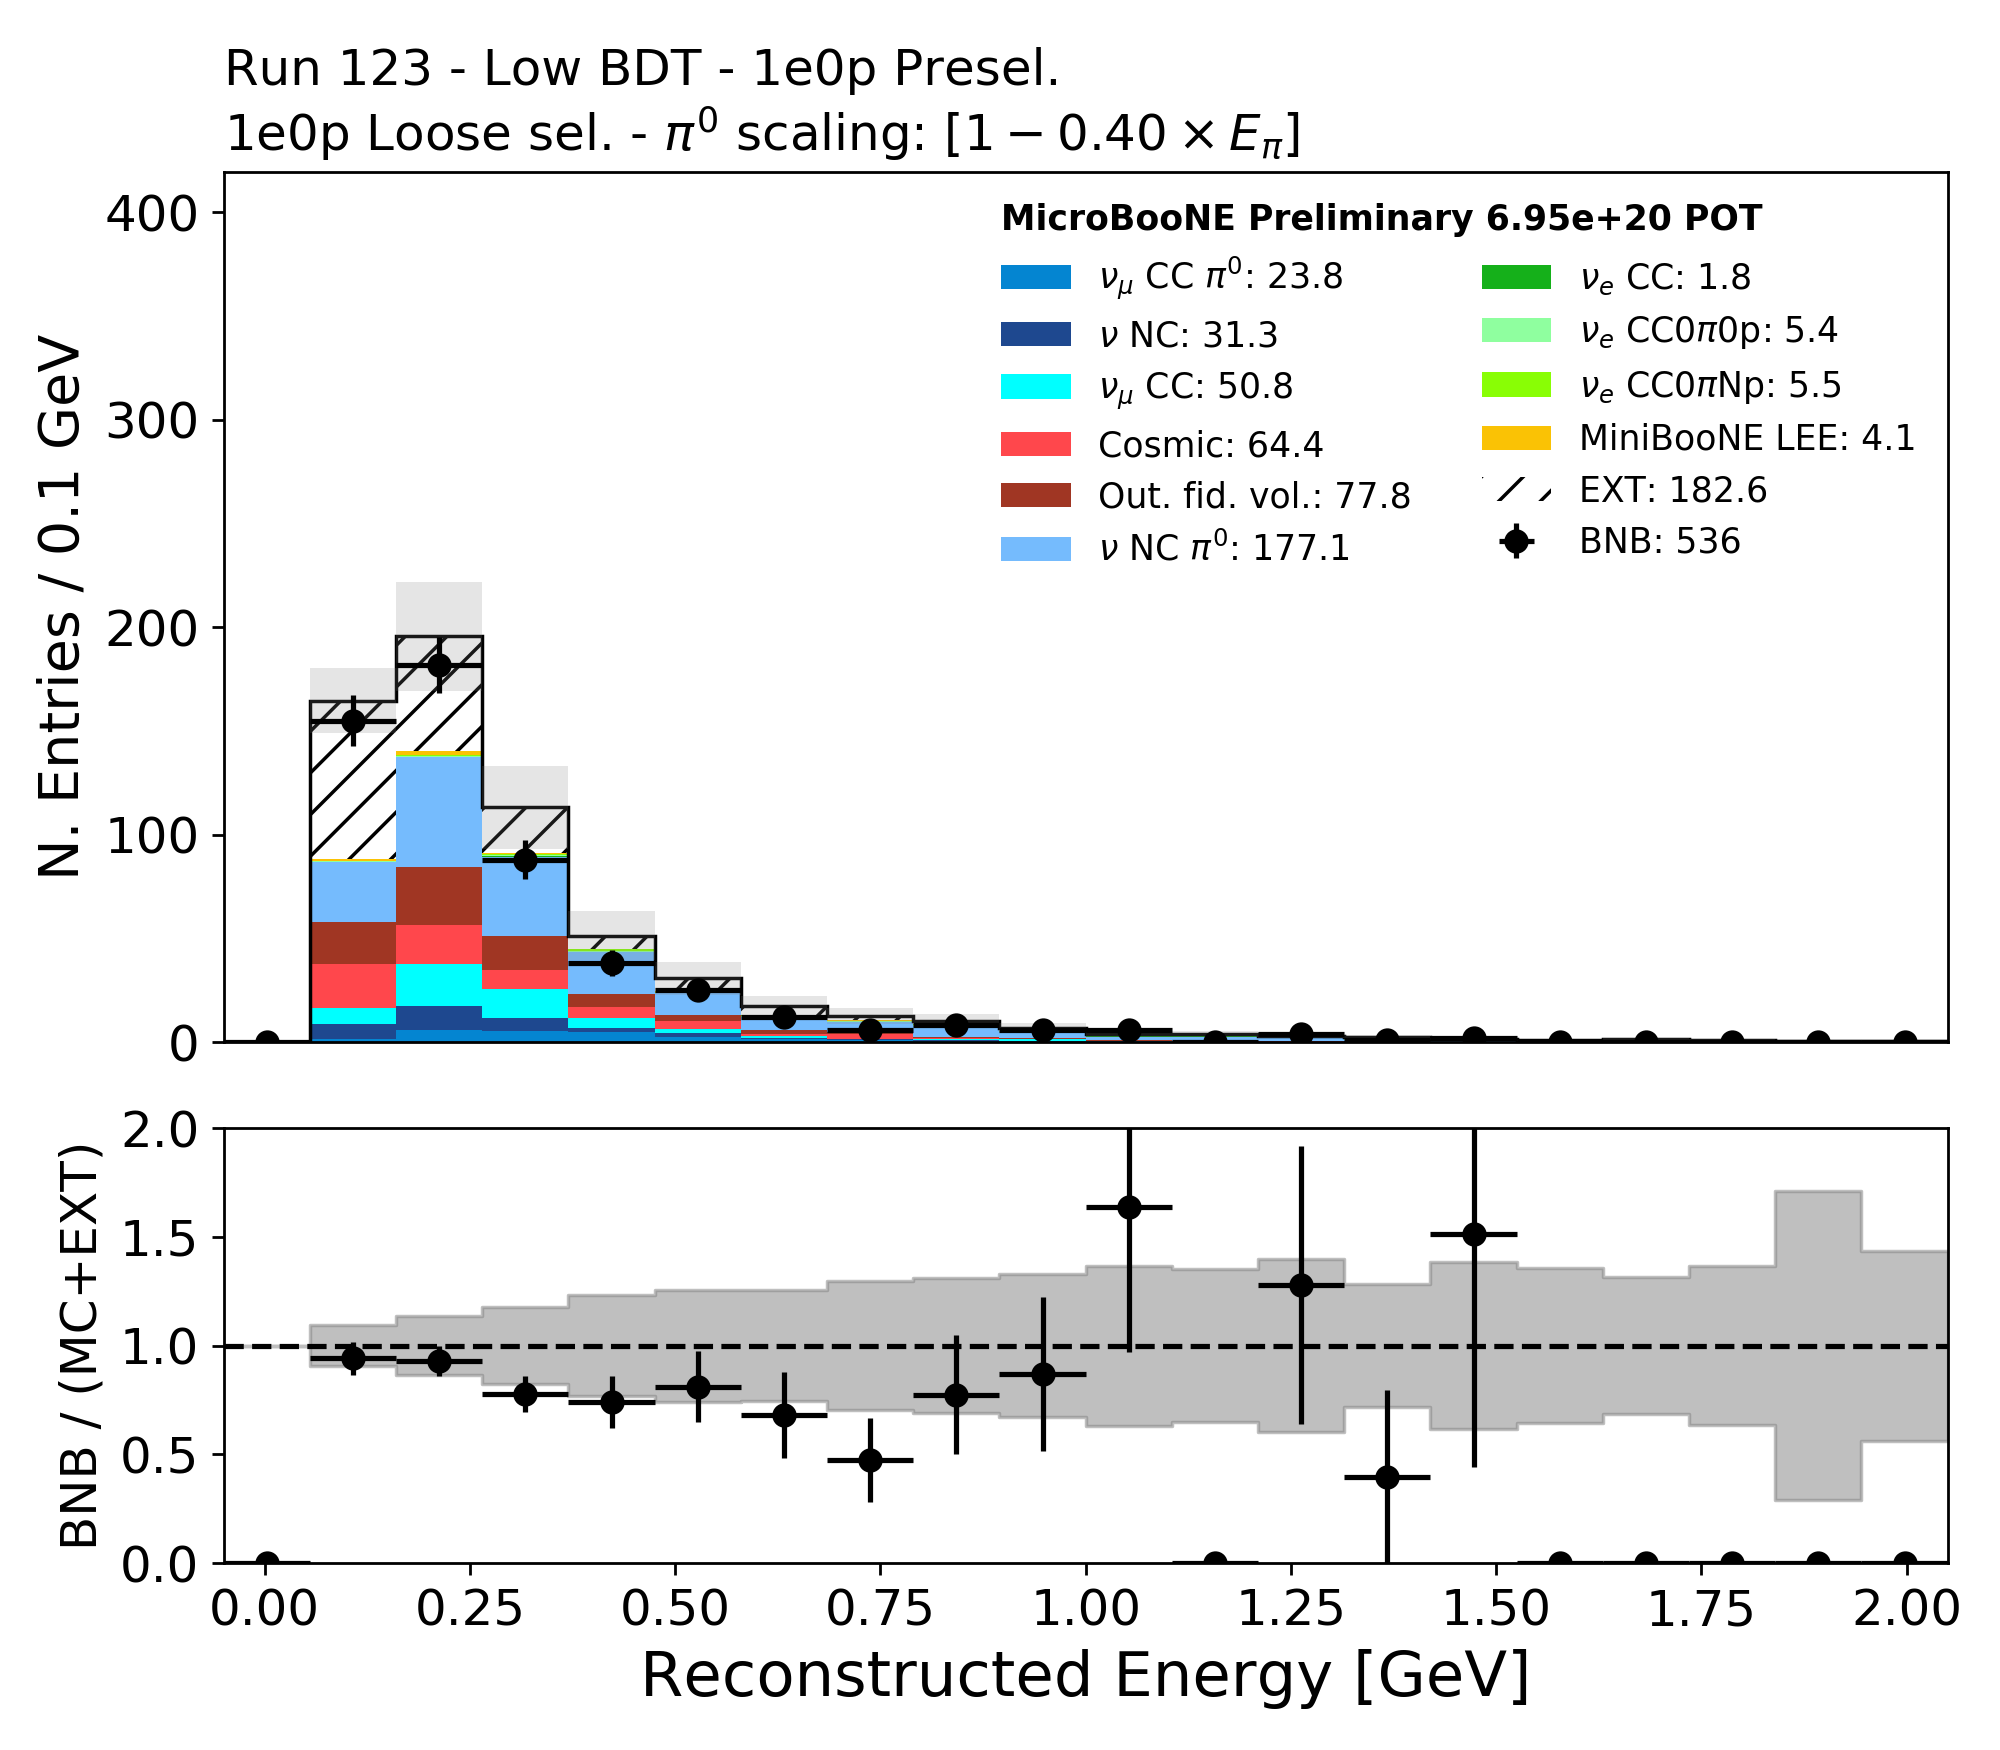 Run 123 - Low BDT - 1e0p Presel.
1e0p Loose sel. - π⁰ scaling: [1 − 0.40 × E_π]
N. Entries / 0.1 GeV
400
300
200
100
0
MicroBooNE Preliminary 6.95e+20 POT
ν_μ CC π⁰: 23.8
ν NC: 31.3
ν_μ CC: 50.8
Cosmic: 64.4
Out. fid. vol.: 77.8
ν NC π⁰: 177.1
ν_e CC: 1.8
ν_e CC0π0p: 5.4
ν_e CC0πNp: 5.5
MiniBooNE LEE: 4.1
EXT: 182.6
BNB: 536
BNB / (MC+EXT)
2.0
1.5
1.0
0.5
0.0
0.00 0.25 0.50 0.75 1.00 1.25 1.50 1.75 2.00
Reconstructed Energy [GeV]